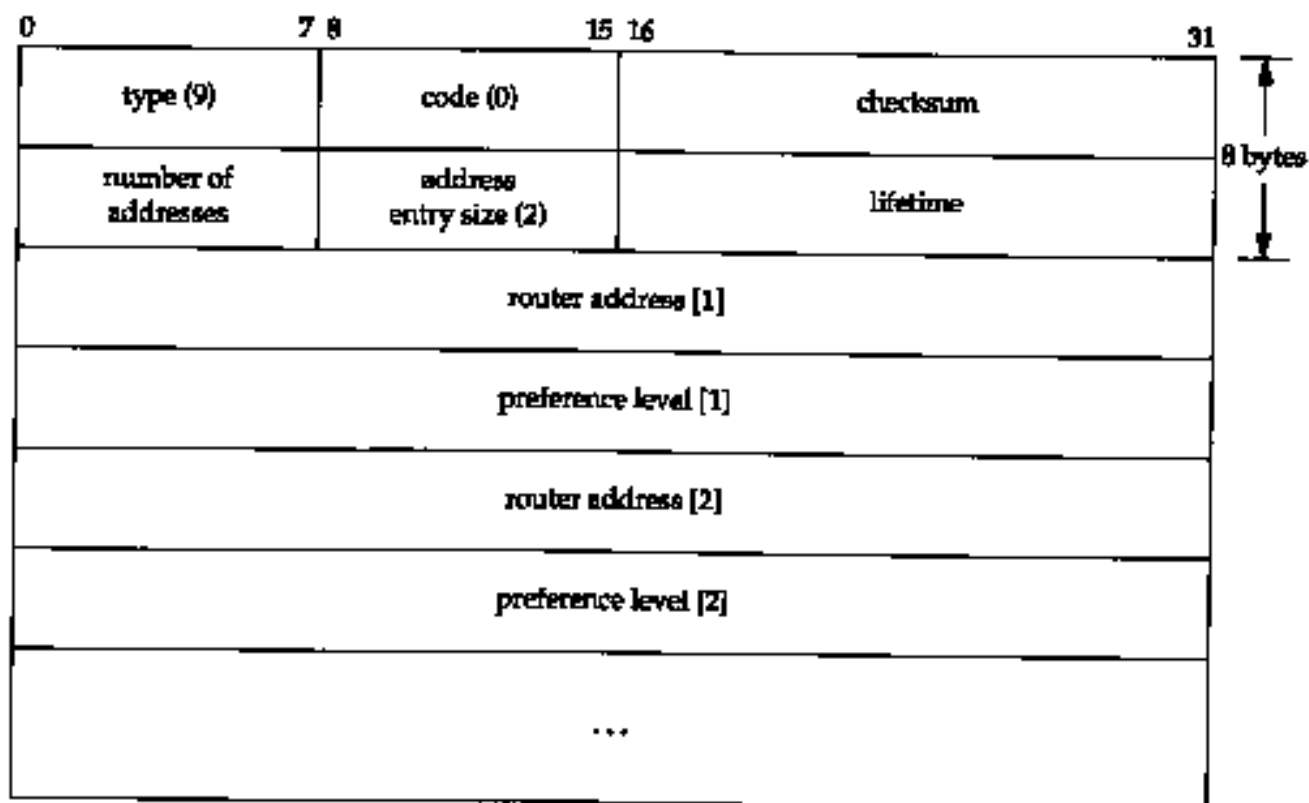 0 7 8 15 16 31
type (9) code (0) checksum
8 bytes
number of address lifetime
addresses entry size (2)
router address [1]
preference level [1]
router address [2]
preference level [2]
...